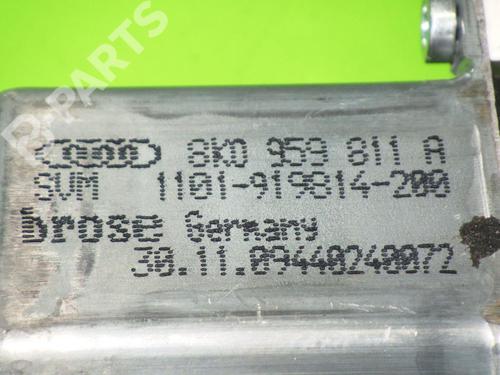 8K0 959 811 A
SVM 1101-919814-200
brose Germany
30.11.09440240072
R-PARTS